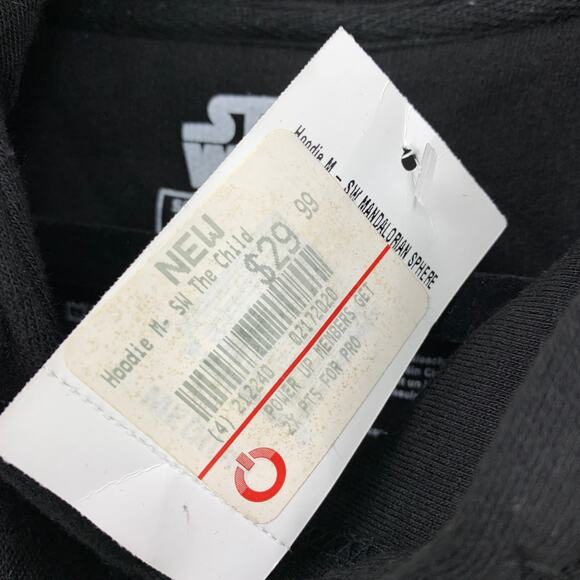 Hoodie M - SW MANDALORIAN SPHERE
NEW
Hoodie M- SW The Child
$29 99
(4) 212240 02172020
POWER UP MEMBERS GET
2X PTS FOR PRO